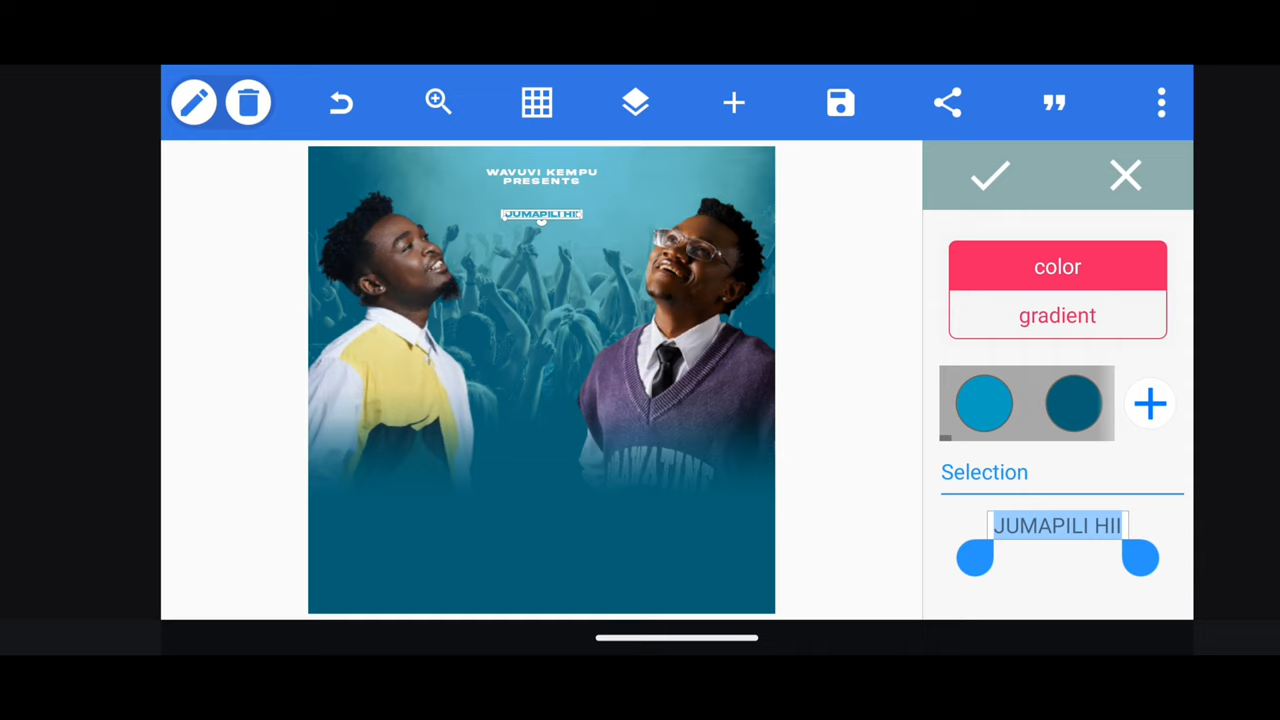 WAVUVI KEMPU
PRESENTS
JUMAPILI HII
color
gradient
Selection
JUMAPILI HII